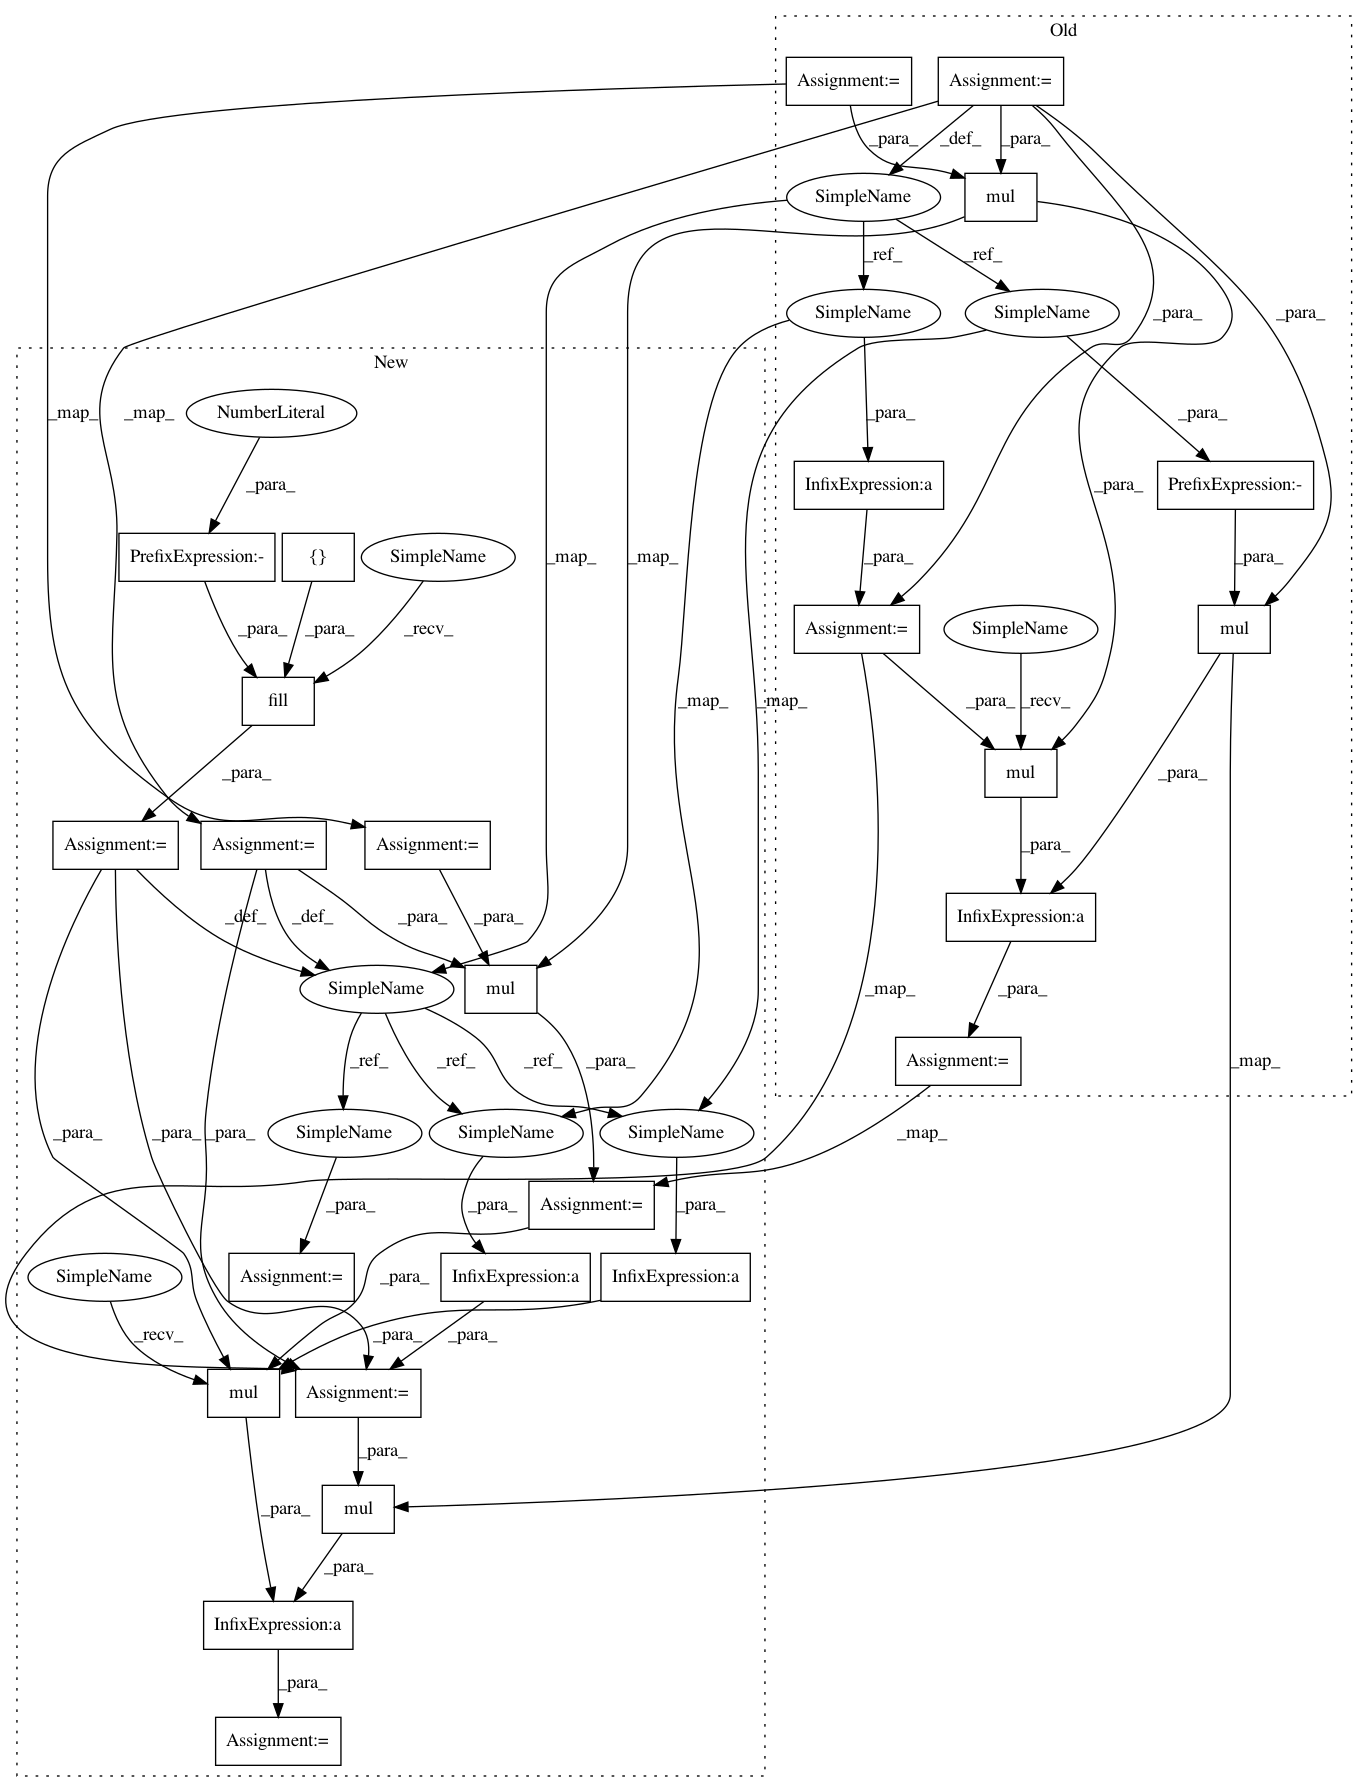 Old
Assignment:= Assignment:=
_para_ _def_ _para_
SimpleName mul
_ref_ _ref_
SimpleName SimpleName _para_ _para_
New
_map_ _map_ NumberLiteral _para_ _para_
_para_ InfixExpression:a _para_ PrefixExpression:-
PrefixExpression:- {} SimpleName _map_ _map_ _para_ _para_
_para_ _para_ _recv_ Assignment:= SimpleName mul
fill _map_ _map_ _para_ _recv_
_para_ mul _para_
Assignment:= Assignment:= Assignment:= _para_
_def_ _def_ _para_ _para_ InfixExpression:a
SimpleName mul _map_ _para_
_ref_ _ref_ _ref_ _para_ Assignment:= _map_
_para_ _para_ _para_ SimpleName SimpleName SimpleName _map_
_para_ _para_ Assignment:= _para_
SimpleName Assignment:= _para_ InfixExpression:a InfixExpression:a
_recv_ _para_ _para_
mul Assignment:=
_para_
_para_ mul
_para_
InfixExpression:a
_para_
Assignment:=